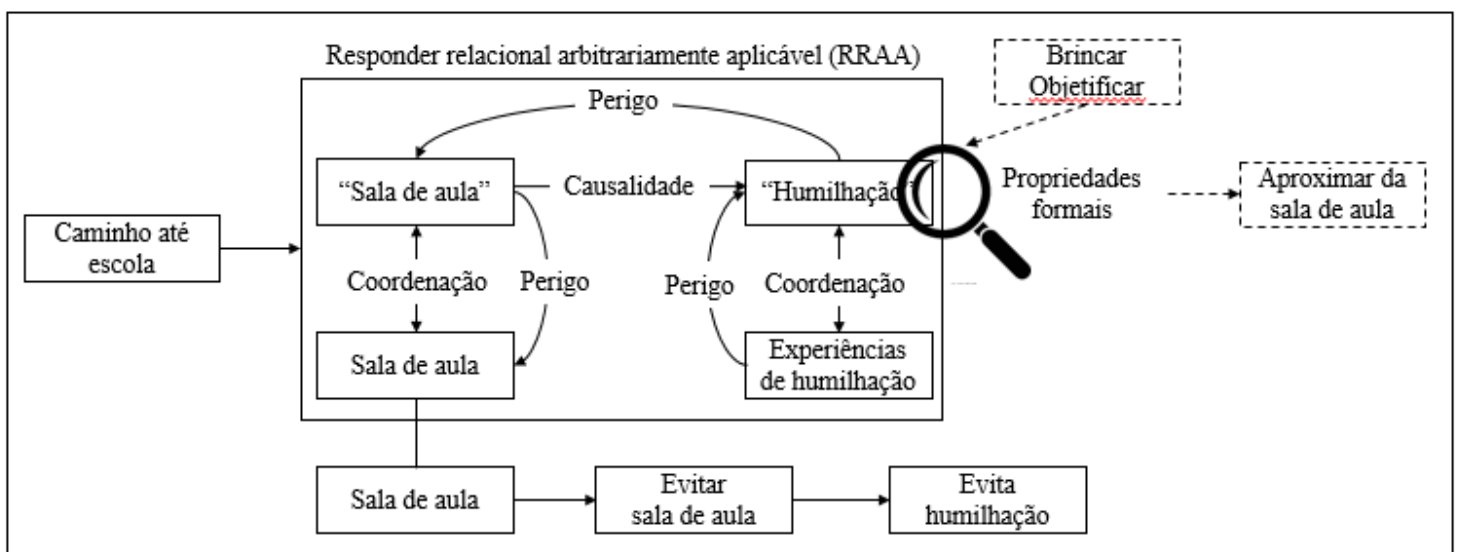 Responder relacional arbitrariamente aplicável (RRAA)
Brincar
Objetificar
Perigo
“Sala de aula”
Causalidade
“Humilhação”
Propriedades
formais
Aproximar da
sala de aula
Caminho até
escola
Coordenação
Perigo
Perigo
Coordenação
Sala de aula
Experiências
de humilhação
Sala de aula
Evitar
sala de aula
Evita
humilhação